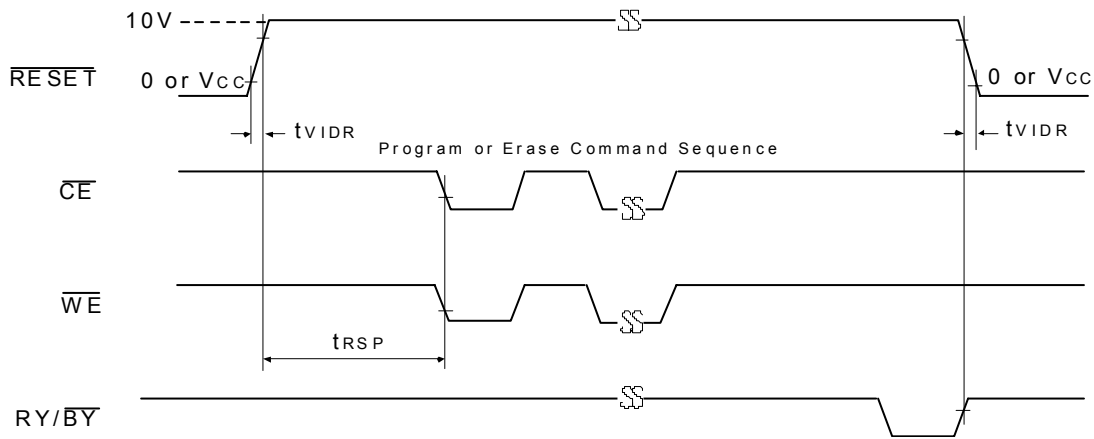 10V
RESET
0 or VCC
0 or VCC
tVIDR
tVIDR
Program or Erase Command Sequence
CE
WE
tRSP
RY/BY